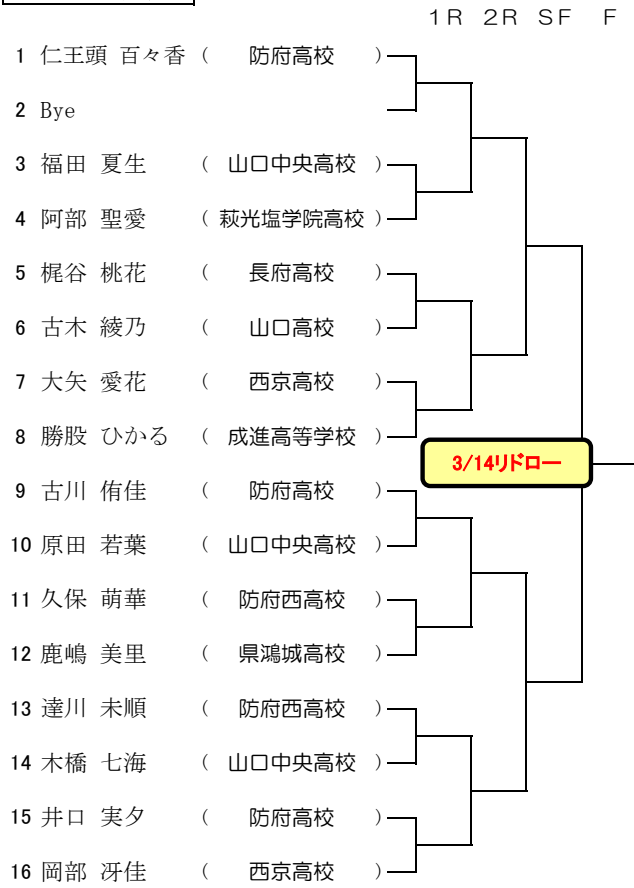 1R 2R SF F
1 仁王頭 百々香 ( 防府高校 )
2 Bye
3 福田 夏生 ( 山口中央高校 )
4 阿部 聖愛 ( 萩光塩学院高校 )
5 梶谷 桃花 ( 長府高校 )
6 古木 綾乃 ( 山口高校 )
7 大矢 愛花 ( 西京高校 )
8 勝股 ひかる ( 成進高等学校 )
3/14リドロー
9 古川 侑佳 ( 防府高校 )
10 原田 若葉 ( 山口中央高校 )
11 久保 萌華 ( 防府西高校 )
12 鹿嶋 美里 ( 県鴻城高校 )
13 達川 未順 ( 防府西高校 )
14 木橋 七海 ( 山口中央高校 )
15 井口 実夕 ( 防府高校 )
16 岡部 冴佳 ( 西京高校 )